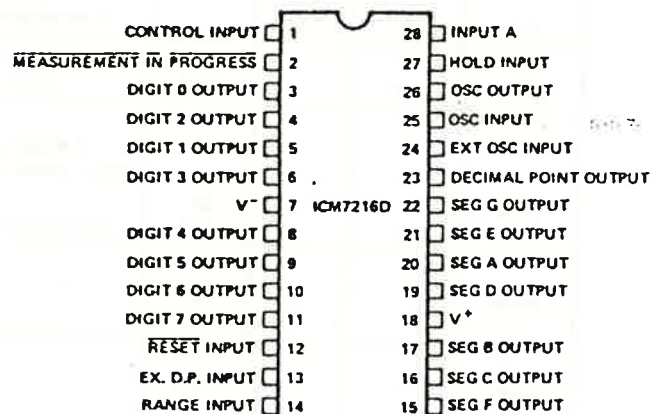 CONTROL INPUT 1
MEASUREMENT IN PROGRESS 2
DIGIT 0 OUTPUT 3
DIGIT 2 OUTPUT 4
DIGIT 1 OUTPUT 5
DIGIT 3 OUTPUT 6
V- 7
DIGIT 4 OUTPUT 8
DIGIT 5 OUTPUT 9
DIGIT 6 OUTPUT 10
DIGIT 7 OUTPUT 11
RESET INPUT 12
EX. D.P. INPUT 13
RANGE INPUT 14
ICM7216D
28 INPUT A
27 HOLD INPUT
26 OSC OUTPUT
25 OSC INPUT
24 EXT OSC INPUT
23 DECIMAL POINT OUTPUT
22 SEG G OUTPUT
21 SEG E OUTPUT
20 SEG A OUTPUT
19 SEG D OUTPUT
18 V+
17 SEG B OUTPUT
16 SEG C OUTPUT
15 SEG F OUTPUT